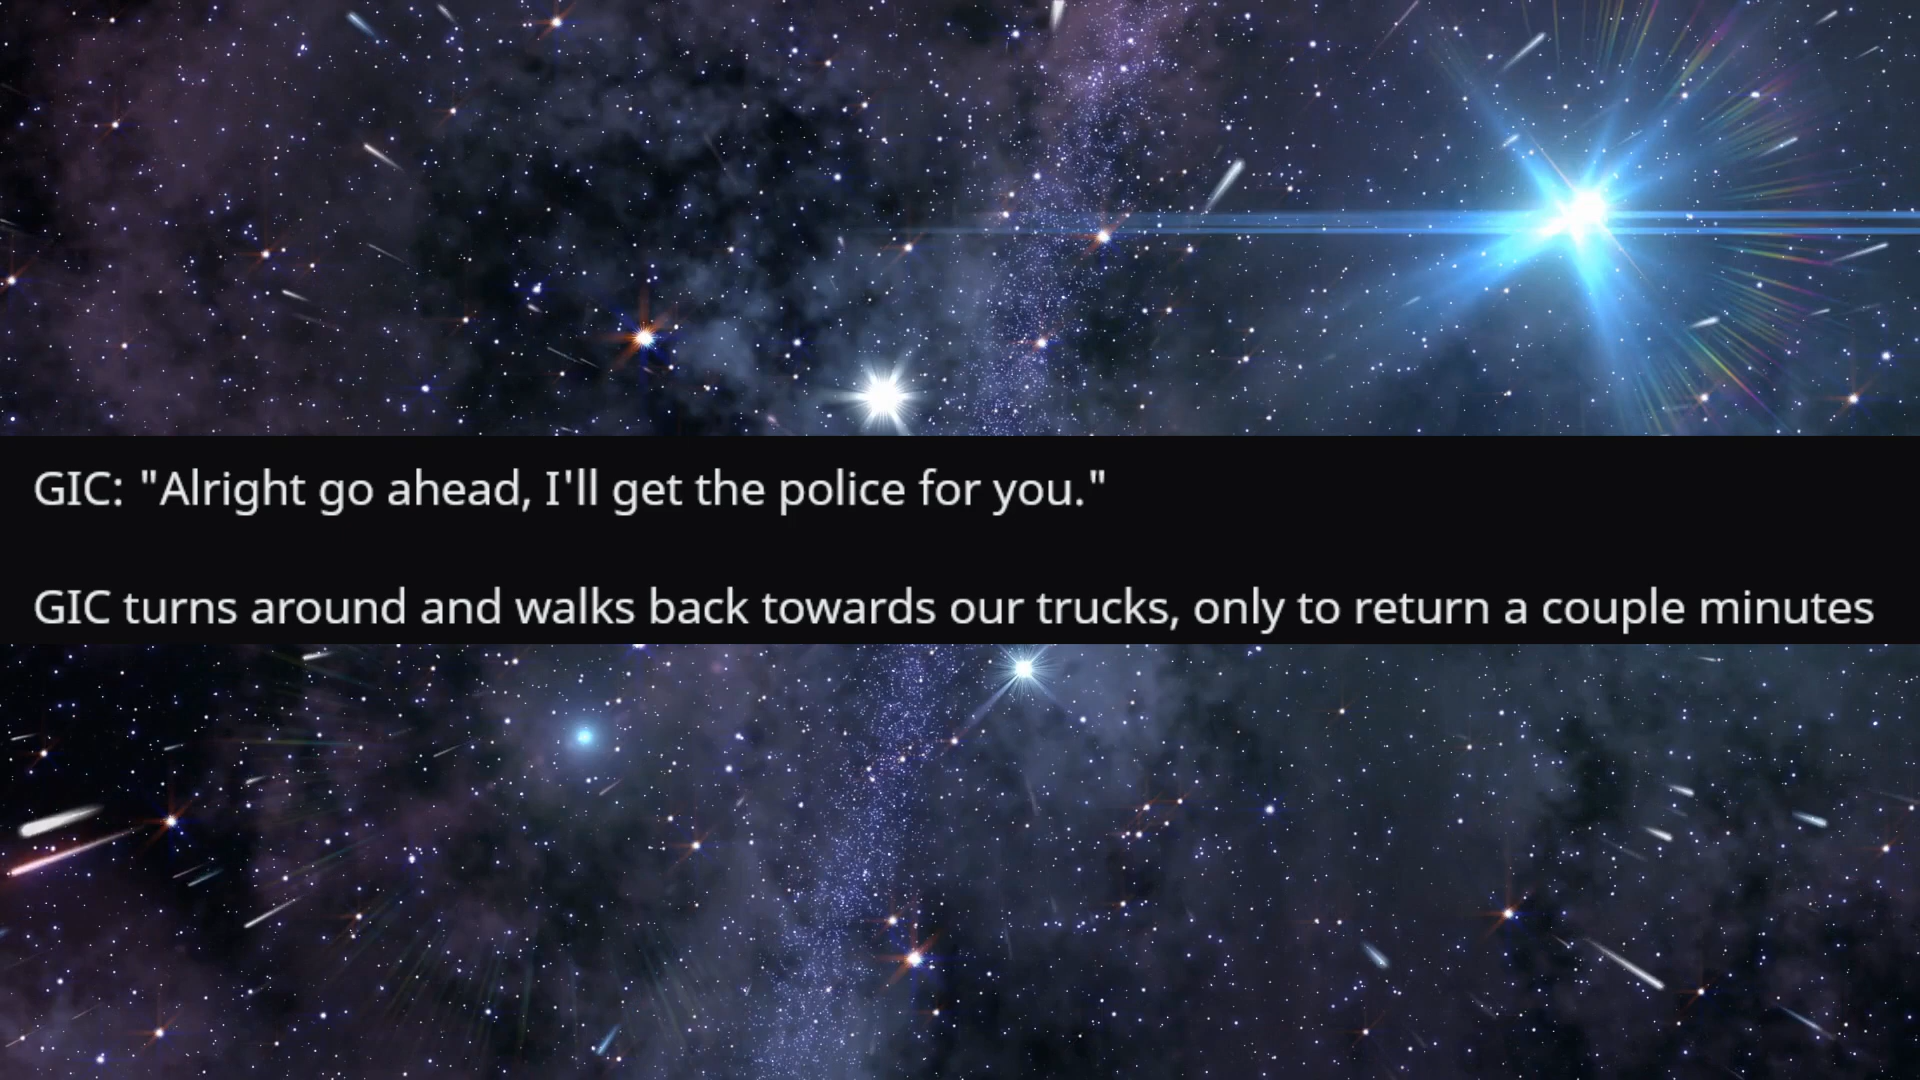 GIC: "Alright go ahead, I'll get the police for you."
GIC turns around and walks back towards our trucks, only to return a couple minutes